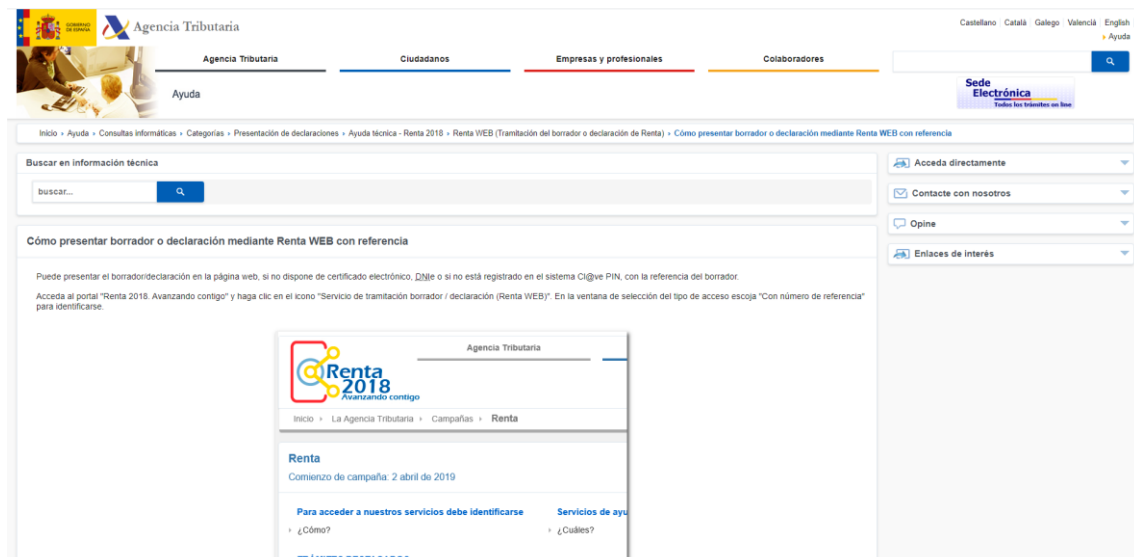 GOBIERNO
DE ESPAÑA
Agencia Tributaria
Castellano Català Galego Valencià English
Ayuda
Agencia Tributaria
Ciudadanos
Empresas y profesionales
Colaboradores
Ayuda
Sede
Electrónica
Todos los trámites on line
Inicio › Ayuda › Consultas informáticas › Categorías › Presentación de declaraciones › Ayuda técnica - Renta 2018 › Renta WEB (Tramitación del borrador o declaración de Renta) › Cómo presentar borrador o declaración mediante Renta WEB con referencia
Buscar en información técnica
buscar...
Acceda directamente
Contacte con nosotros
Opine
Enlaces de interés
Cómo presentar borrador o declaración mediante Renta WEB con referencia
Puede presentar el borrador/declaración en la página web, si no dispone de certificado electrónico, DNIe o si no está registrado en el sistema Cl@ve PIN, con la referencia del borrador.
Acceda al portal "Renta 2018. Avanzando contigo" y haga clic en el icono "Servicio de tramitación borrador / declaración (Renta WEB)". En la ventana de selección del tipo de acceso escoja "Con número de referencia"
para identificarse.
Agencia Tributaria
Renta
2018
Avanzando contigo
Inicio › La Agencia Tributaria › Campañas › Renta
Renta
Comienzo de campaña: 2 abril de 2019
Para acceder a nuestros servicios debe identificarse
Servicios de ayu
› ¿Cómo?
› ¿Cuáles?